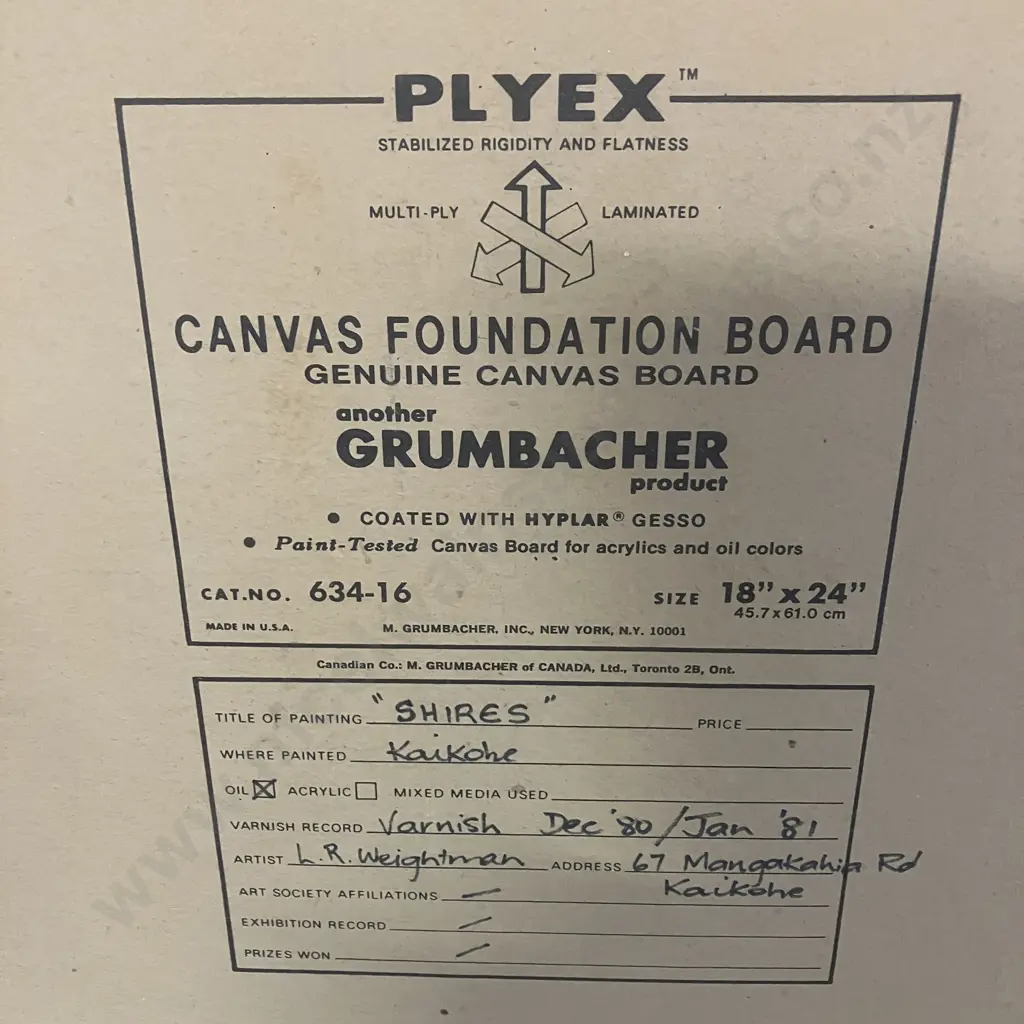 PLYEX™
STABILIZED RIGIDITY AND FLATNESS
MULTI-PLY LAMINATED
CANVAS FOUNDATION BOARD
GENUINE CANVAS BOARD
another
GRUMBACHER
product
• COATED WITH HYPLAR® GESSO
• Paint-Tested Canvas Board for acrylics and oil colors
CAT.NO. 634-16 SIZE 18” x 24”
45.7 x 61.0 cm
MADE IN U.S.A. M. GRUMBACHER, INC., NEW YORK, N.Y. 10001
Canadian Co.: M. GRUMBACHER of CANADA, Ltd., Toronto 2B, Ont.
TITLE OF PAINTING "SHIRES" PRICE
WHERE PAINTED Kaikohe
OIL ☒ ACRYLIC ☐ MIXED MEDIA USED
VARNISH RECORD Varnish Dec '80 / Jan '81
ARTIST L.R. Weightman ADDRESS 67 Mangakahia Rd
Kaikohe
ART SOCIETY AFFILIATIONS —
EXHIBITION RECORD —
PRIZES WON —